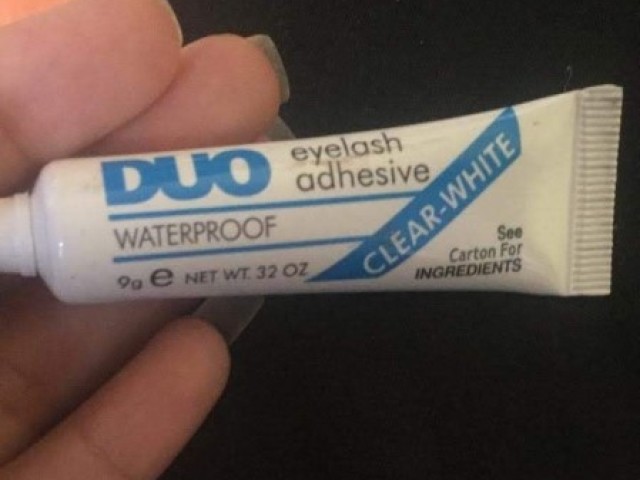 DUO eyelash
adhesive
WATERPROOF
9g e NET WT. 32 OZ
CLEAR-WHITE
See
Carton For
INGREDIENTS